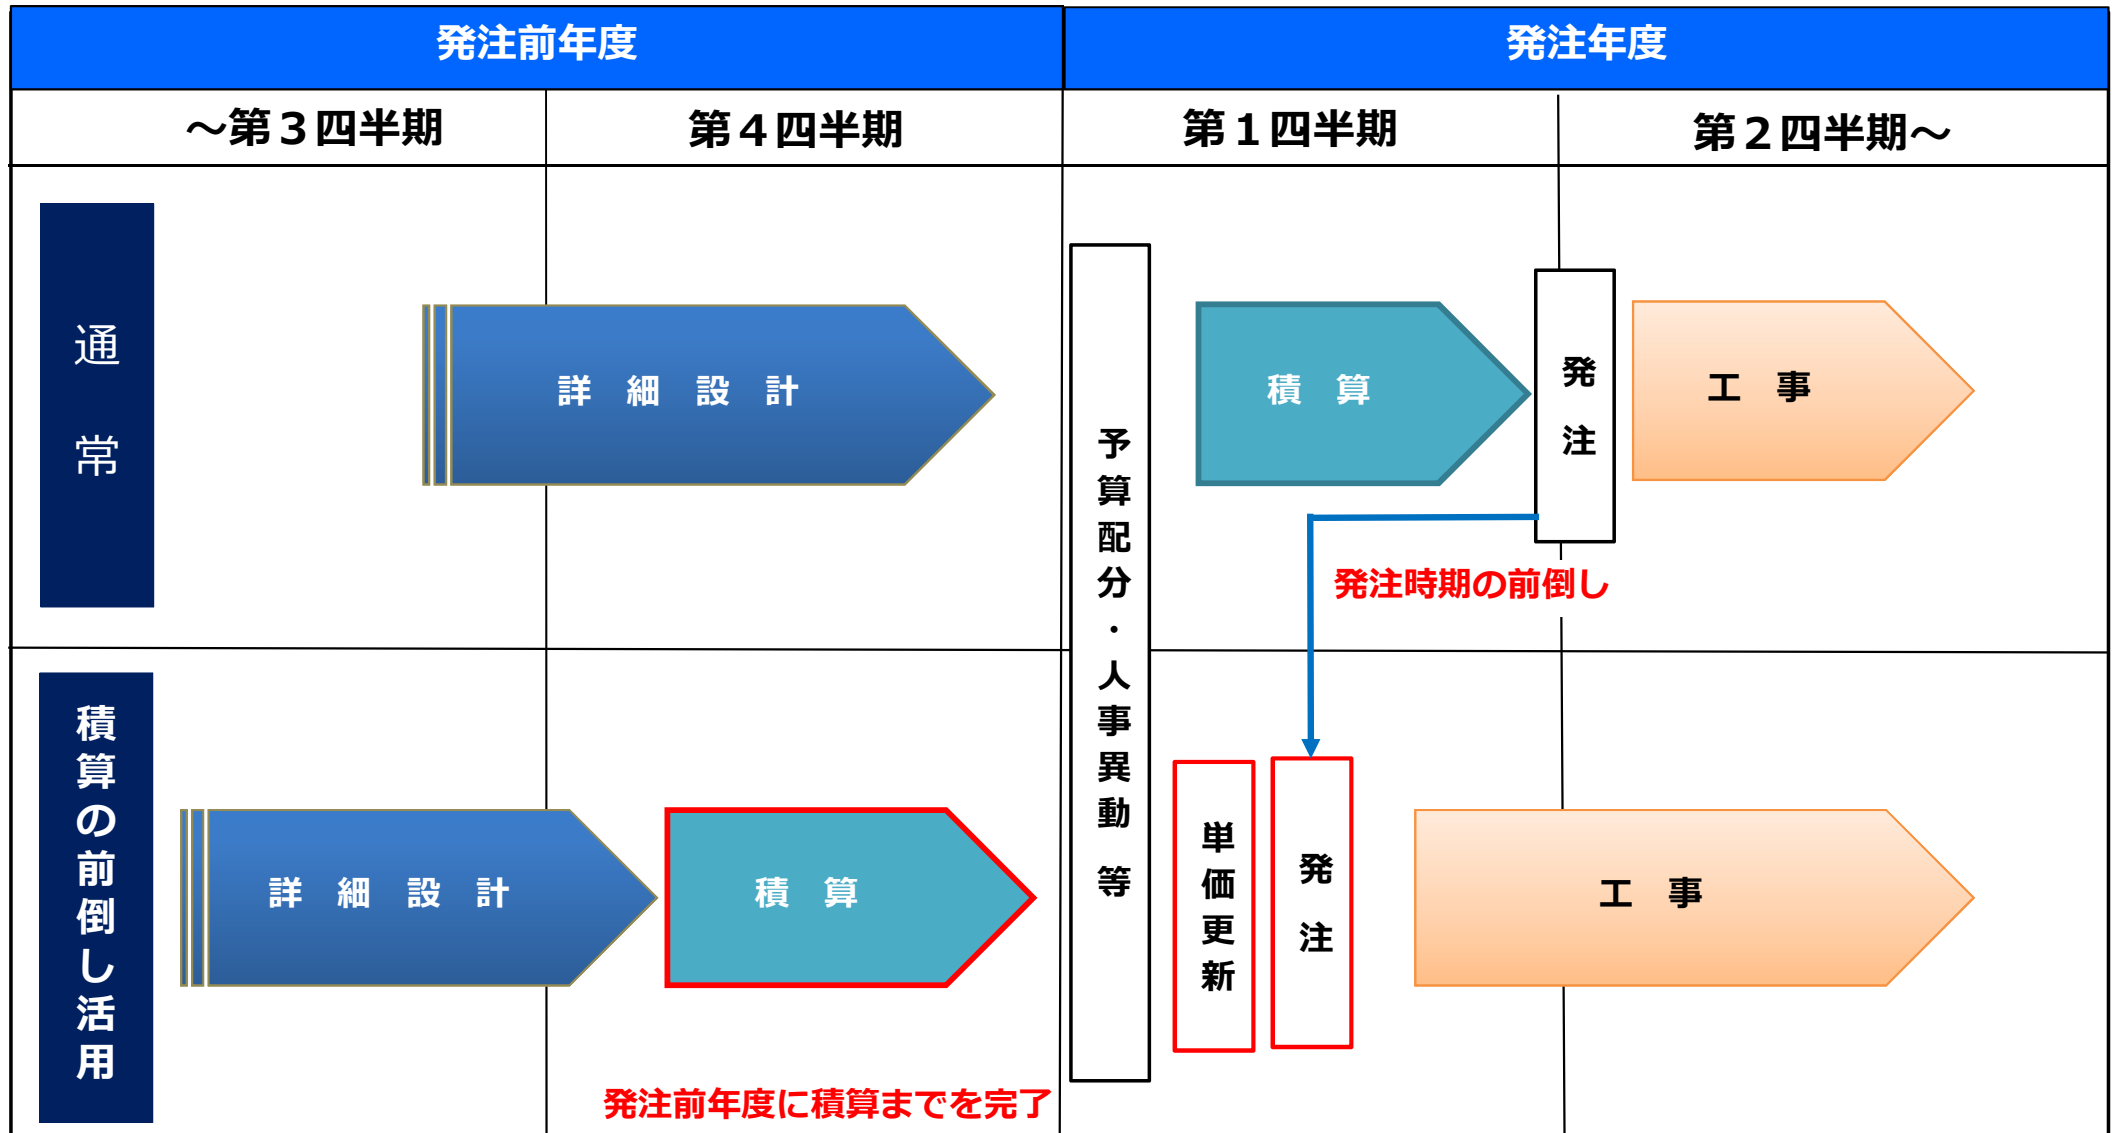 発注前年度
発注年度
～第３四半期
第４四半期
第１四半期
第２四半期～
通常
詳細設計
予算配分・人事異動 等
積算
発注
工事
発注時期の前倒し
積算の前倒し活用
詳細設計
積算
単価更新
発注
工事
発注前年度に積算までを完了